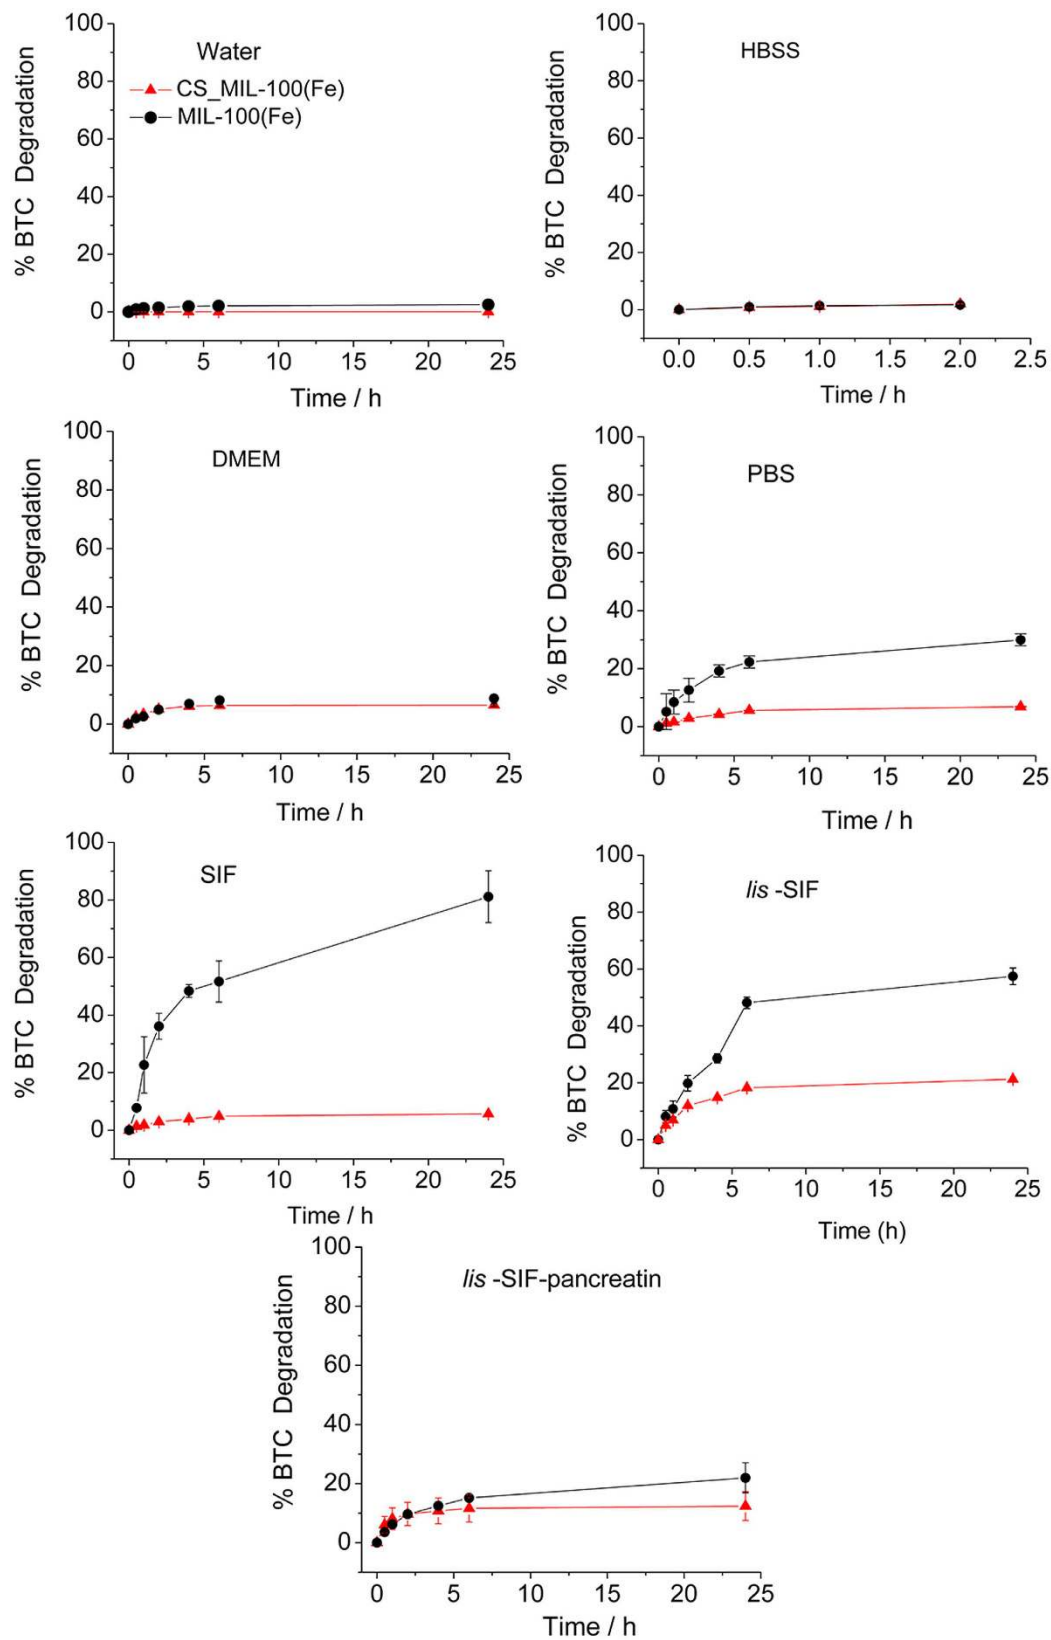 Water
CS_MIL-100(Fe)
MIL-100(Fe)
% BTC Degradation
100
80
60
40
20
0
0 5 10 15 20 25
Time / h
HBSS
% BTC Degradation
100
80
60
40
20
0
0.0 0.5 1.0 1.5 2.0 2.5
Time / h
DMEM
% BTC Degradation
100
80
60
40
20
0
0 5 10 15 20 25
Time / h
PBS
% BTC Degradation
100
80
60
40
20
0
0 5 10 15 20 25
Time / h
SIF
% BTC Degradation
100
80
60
40
20
0
0 5 10 15 20 25
Time / h
lis -SIF
% BTC Degradation
100
80
60
40
20
0
0 5 10 15 20 25
Time (h)
lis -SIF-pancreatin
% BTC Degradation
100
80
60
40
20
0
0 5 10 15 20 25
Time / h